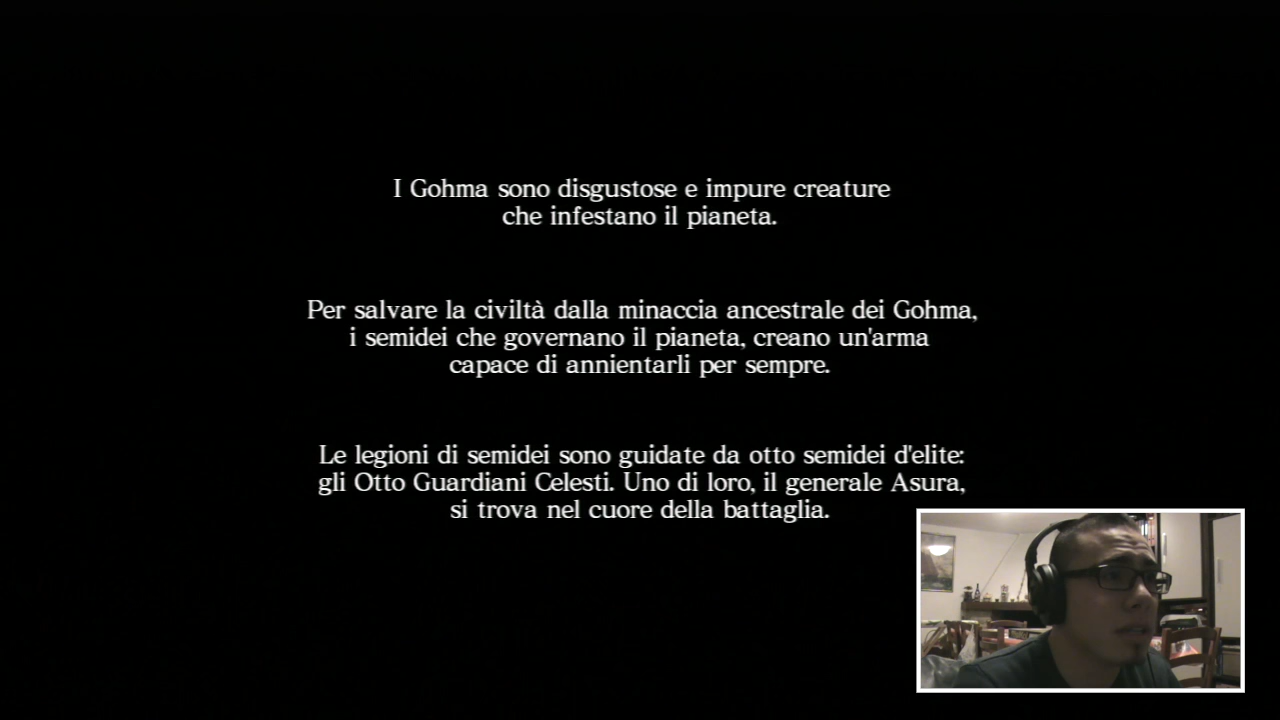 I Gohma sono disgustose e impure creature
che infestano il pianeta.
Per salvare la civiltà dalla minaccia ancestrale dei Gohma,
i semidei che governano il pianeta, creano un'arma
capace di annientarli per sempre.
Le legioni di semidei sono guidate da otto semidei d'elite:
gli Otto Guardiani Celesti. Uno di loro, il generale Asura,
si trova nel cuore della battaglia.